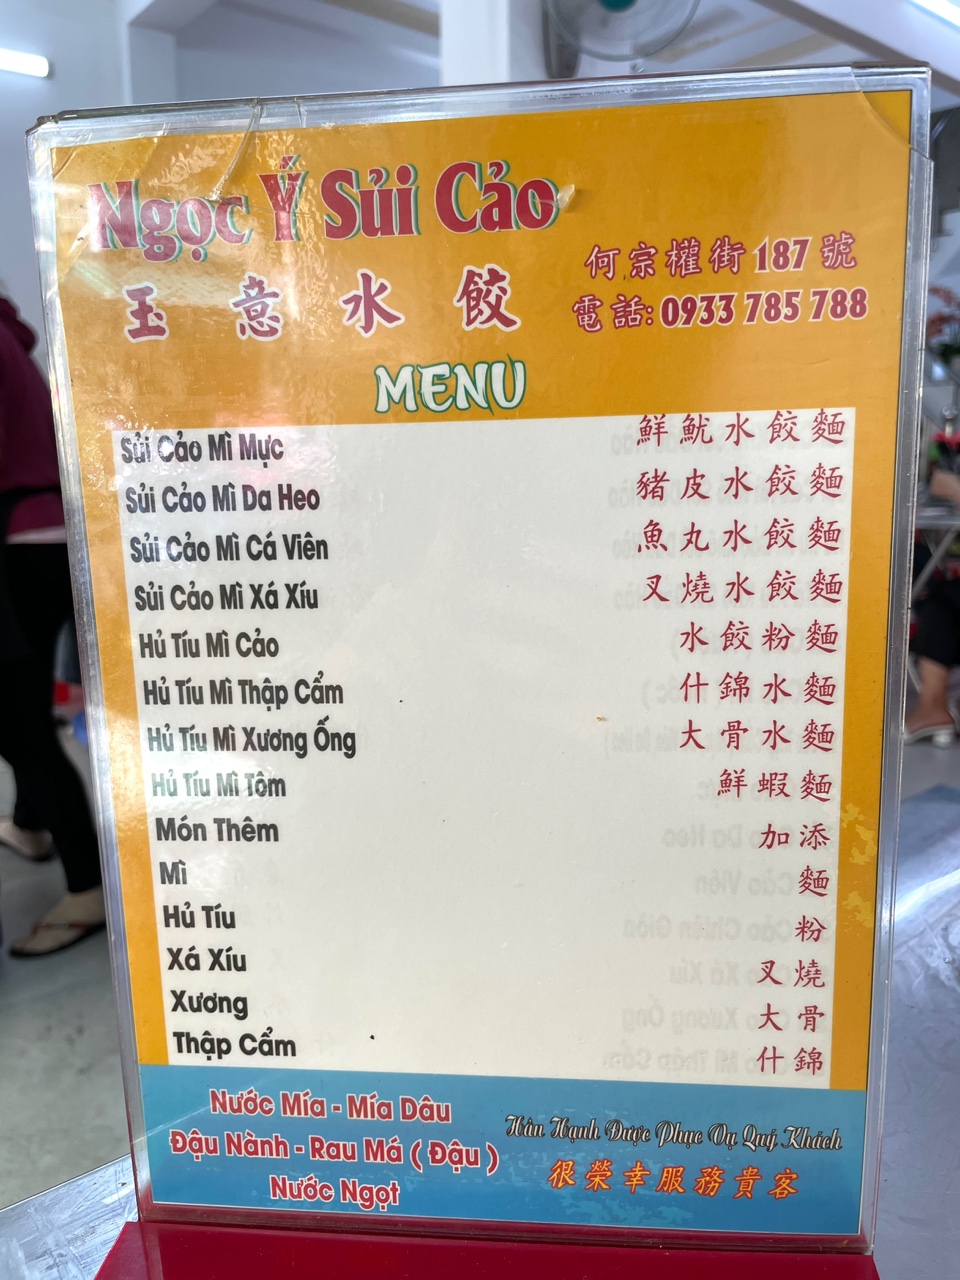 Ngọc Ý Sủi Cảo
玉意水餃
何宗權街 187 號
電話: 0933 785 788
MENU
Sủi Cảo Mì Mực 鮮魷水餃麵
Sủi Cảo Mì Da Heo 豬皮水餃麵
Sủi Cảo Mì Cá Viên 魚丸水餃麵
Sủi Cảo Mì Xá Xíu 叉燒水餃麵
Hủ Tíu Mì Cảo 水餃粉麵
Hủ Tíu Mì Thập Cẩm 什錦水麵
Hủ Tíu Mì Xương Ống 大骨水麵
Hủ Tíu Mì Tôm 鮮蝦麵
Món Thêm 加添
Mì 麵
Hủ Tíu 粉
Xá Xíu 叉燒
Xương 大骨
Thập Cẩm 什錦
Nước Mía - Mía Dâu
Đậu Nành - Rau Má ( Đậu )
Nước Ngọt
Hân Hạnh Được Phục Vụ Quý Khách
很榮幸服務貴客